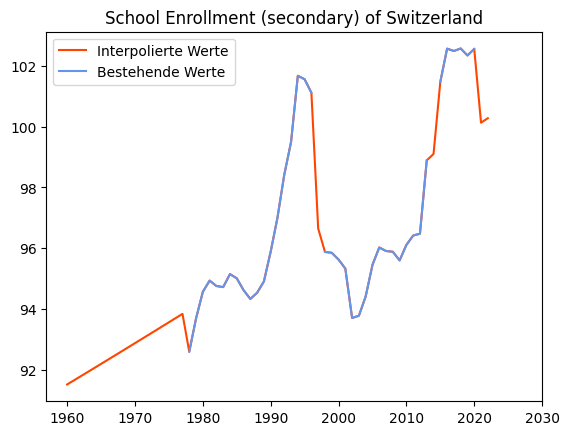 School Enrollment (secondary) of Switzerland
Interpolierte Werte
Bestehende Werte
102
100
98
96
94
92
1960 1970 1980 1990 2000 2010 2020 2030